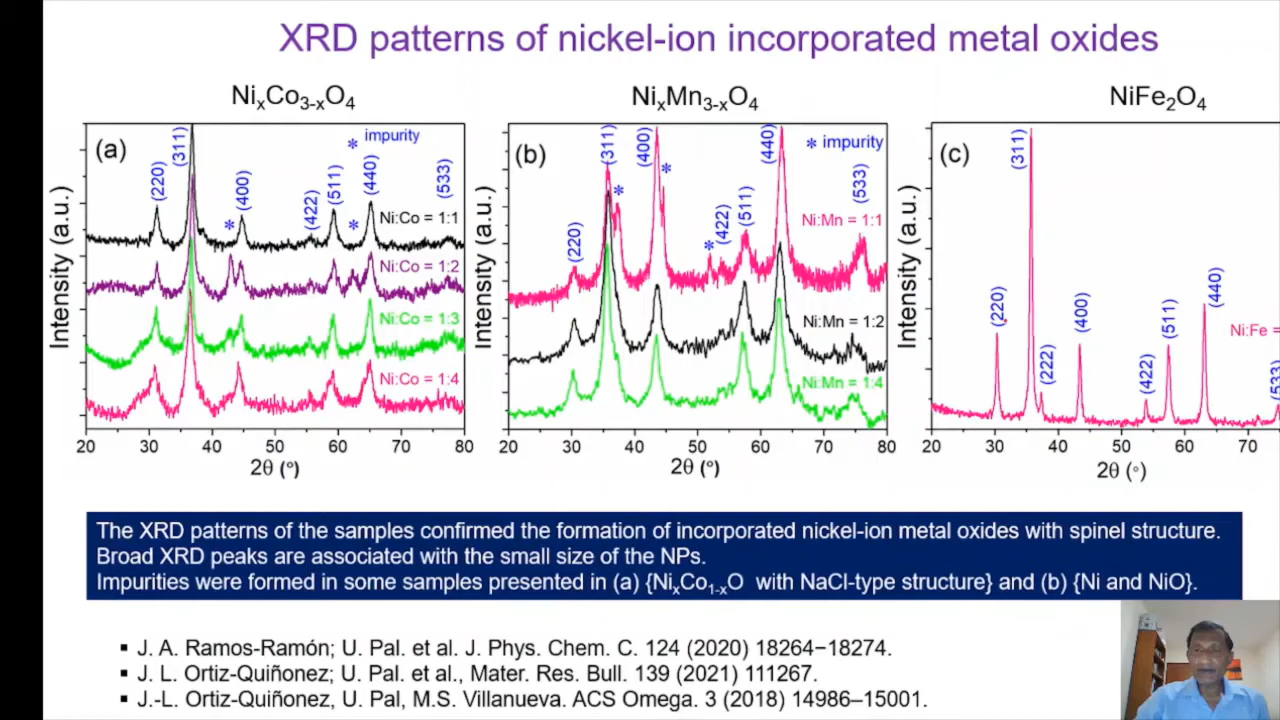 XRD patterns of nickel-ion incorporated metal oxides
NiₓCo₃₋ₓO₄
NiₓMn₃₋ₓO₄
NiFe₂O₄
(a)
* impurity
(220)
(311)
*
(400)
(422)
(511)
*
(440)
(533)
Ni:Co = 1:1
Ni:Co = 1:2
Ni:Co = 1:3
Ni:Co = 1:4
Intensity (a.u.)
20 30 40 50 60 70 80
2θ (°)
(b)
* impurity
(220)
(311)
*
(400)
*
*
(422)
(511)
(440)
(533)
Ni:Mn = 1:1
Ni:Mn = 1:2
Ni:Mn = 1:4
Intensity (a.u.)
20 30 40 50 60 70 80
2θ (°)
(c)
(220)
(311)
(222)
(400)
(422)
(511)
(440)
(533)
Ni:Fe =
Intensity (a.u.)
20 30 40 50 60 70
2θ (°)
The XRD patterns of the samples confirmed the formation of incorporated nickel-ion metal oxides with spinel structure.
Broad XRD peaks are associated with the small size of the NPs.
Impurities were formed in some samples presented in (a) {NiₓCo₁₋ₓO with NaCl-type structure} and (b) {Ni and NiO}.
▪ J. A. Ramos-Ramón; U. Pal. et al. J. Phys. Chem. C. 124 (2020) 18264−18274.
▪ J. L. Ortiz-Quiñonez; U. Pal. et al., Mater. Res. Bull. 139 (2021) 111267.
▪ J.-L. Ortiz-Quiñonez, U. Pal, M.S. Villanueva. ACS Omega. 3 (2018) 14986–15001.